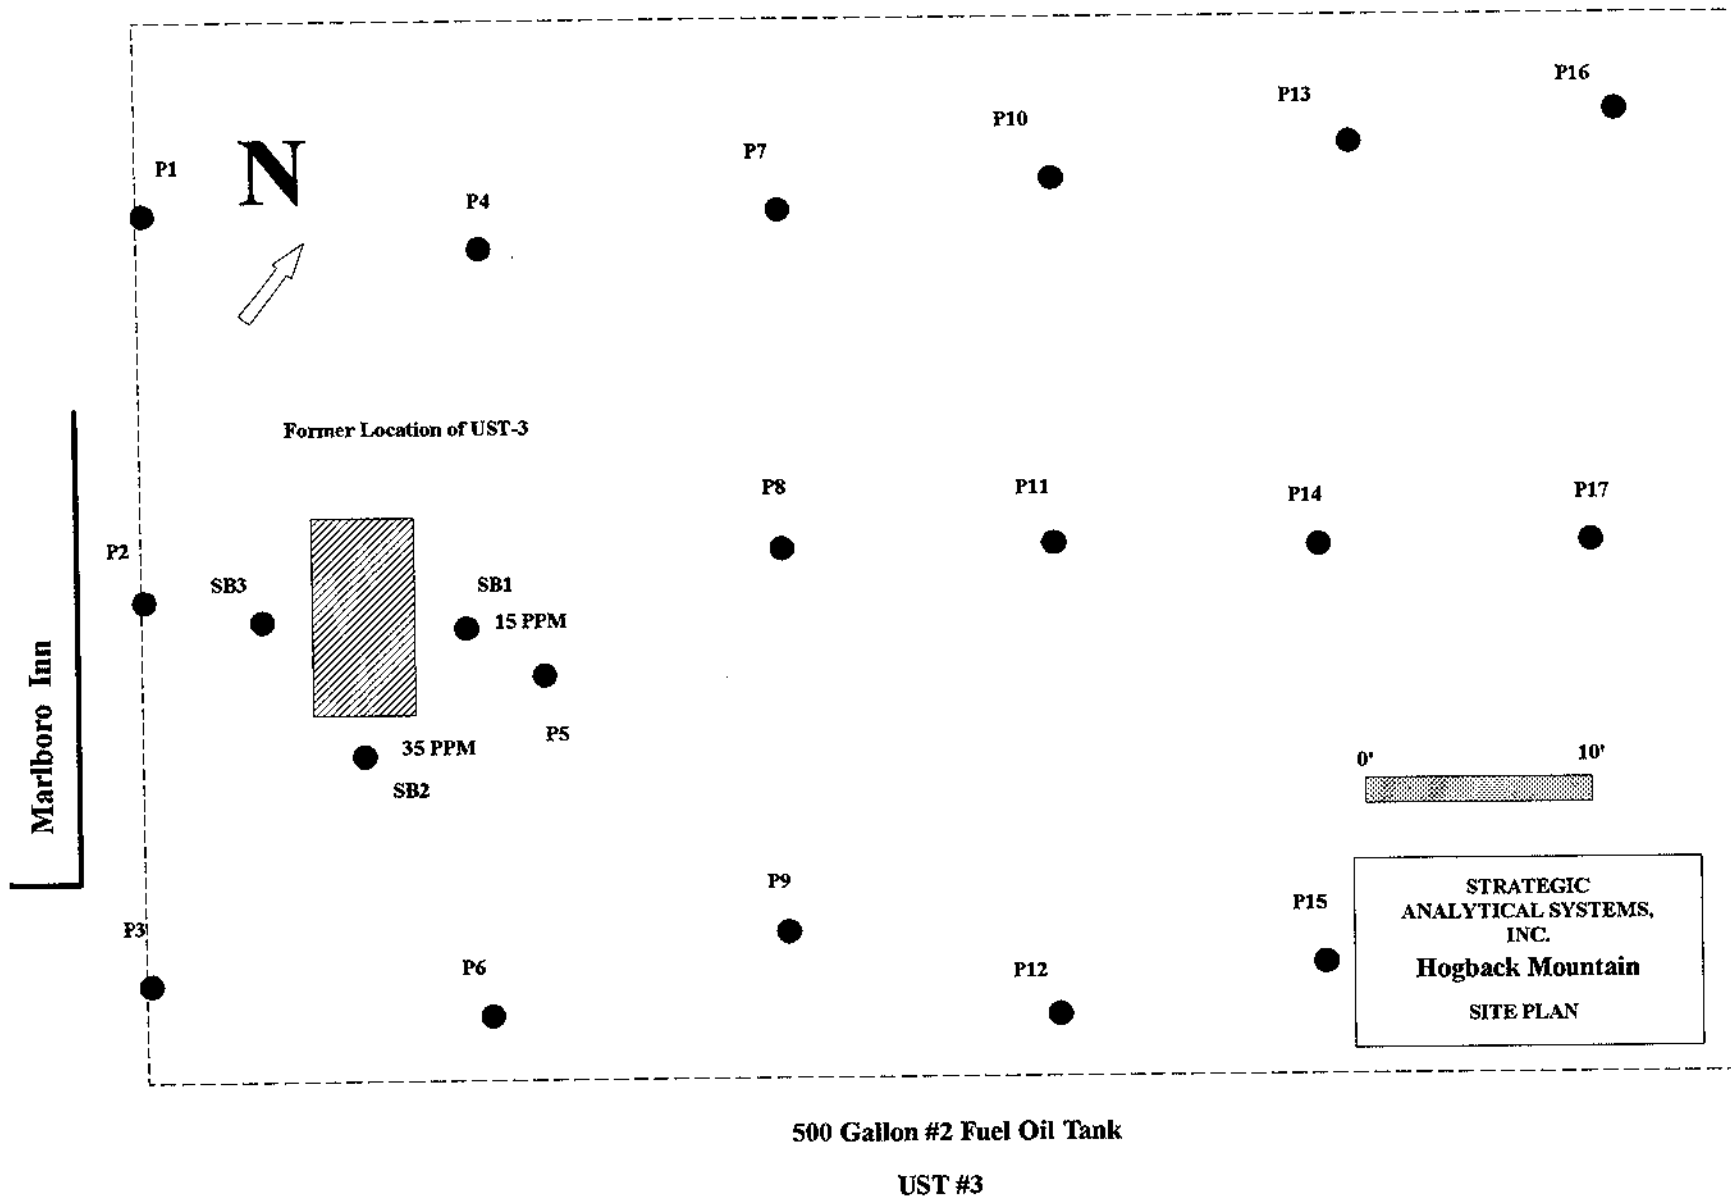 P16
P13
P10
P7
P1
N
P4
Former Location of UST-3
P8
P11
P14
P17
P2
SB3
SB1
15 PPM
P5
35 PPM
SB2
Marlboro Inn
0'
10'
P9
P15
P3
P6
P12
STRATEGIC
ANALYTICAL SYSTEMS,
INC.
Hogback Mountain
SITE PLAN
500 Gallon #2 Fuel Oil Tank
UST #3